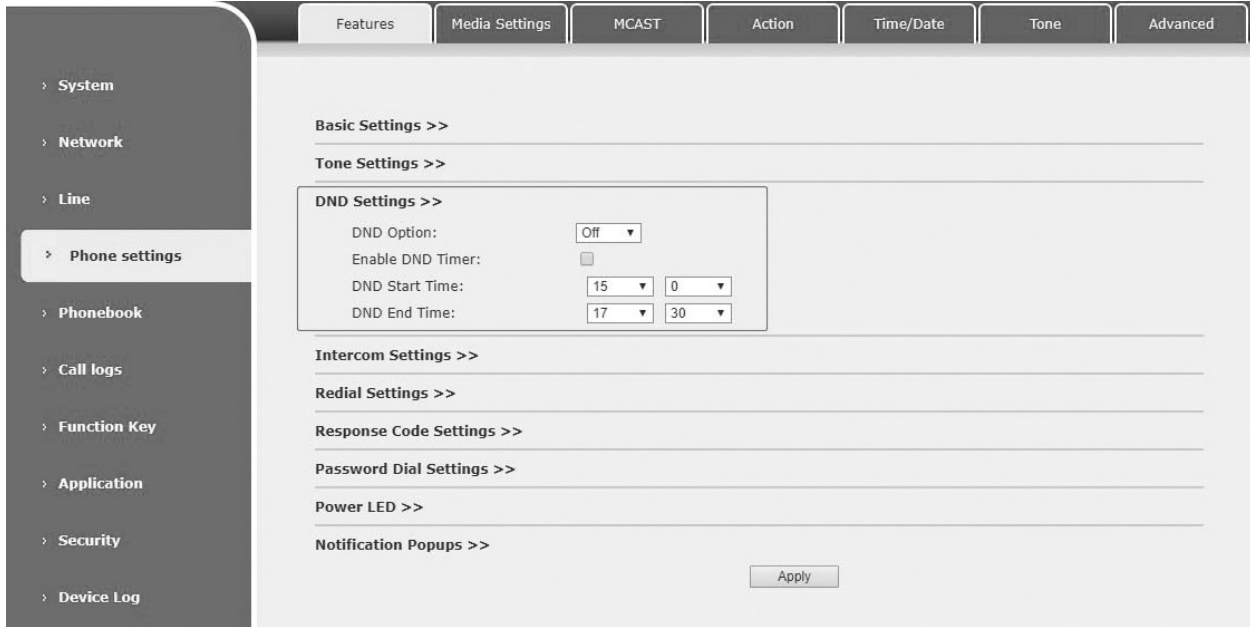 Features Media Settings MCAST Action Time/Date Tone Advanced
› System
› Network
› Line
› Phone settings
› Phonebook
› Call logs
› Function Key
› Application
› Security
› Device Log
Basic Settings >>
Tone Settings >>
DND Settings >>
DND Option: Off ▼
Enable DND Timer:
DND Start Time: 15 ▼ 0 ▼
DND End Time: 17 ▼ 30 ▼
Intercom Settings >>
Redial Settings >>
Response Code Settings >>
Password Dial Settings >>
Power LED >>
Notification Popups >>
Apply